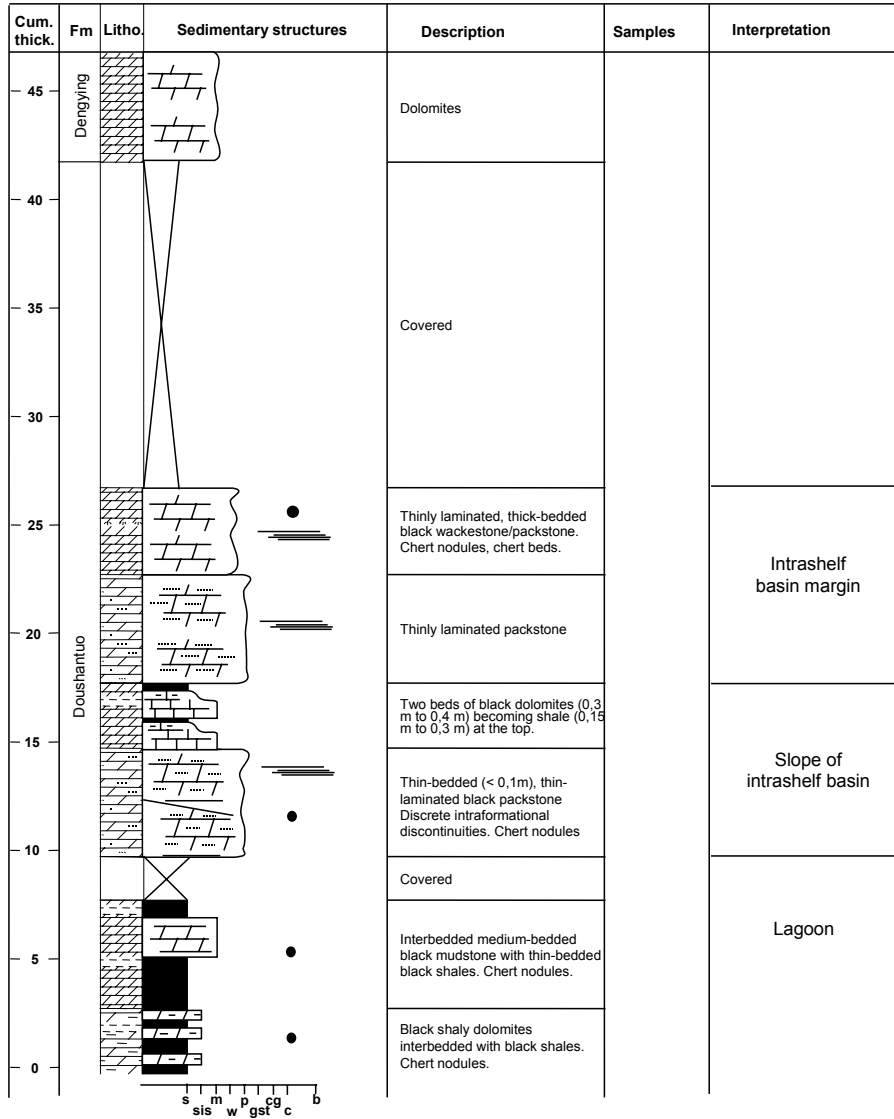 Cum. thick.
Fm
Litho.
Sedimentary structures
Description
Samples
Interpretation
45
40
35
30
25
20
15
10
5
0
Dengying
Doushantuo
Dolomites
Covered
Thinly laminated, thick-bedded
black wackestone/packstone.
Chert nodules, chert beds.
Thinly laminated packstone
Two beds of black dolomites (0,3
m to 0,4 m) becoming shale (0,15
m to 0,3 m) at the top.
Thin-bedded (< 0,1m), thin-
laminated black packstone
Discrete intraformational
discontinuities. Chert nodules
Covered
Interbedded medium-bedded
black mudstone with thin-bedded
black shales. Chert nodules.
Black shaly dolomites
interbedded with black shales.
Chert nodules.
Intrashelf
basin margin
Slope of
intrashelf basin
Lagoon
s
sis
m
w
p
gst
cg
c
b